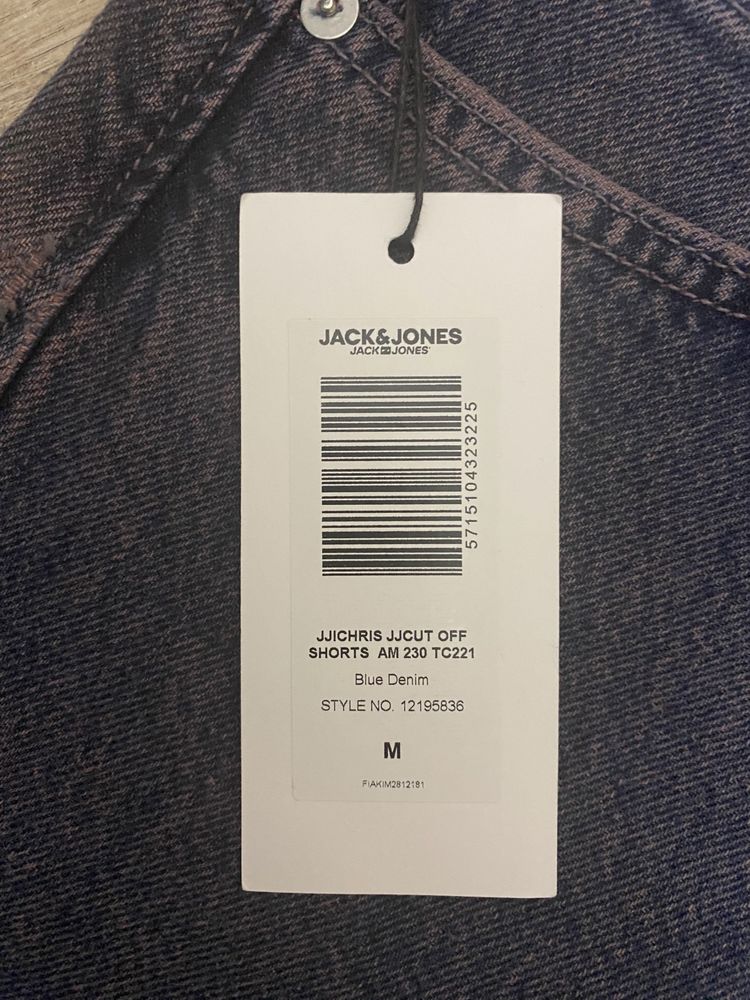 JACK&JONES
JACK JONES
5715104323225
JJICHRIS JJCUT OFF
SHORTS AM 230 TC221
Blue Denim
STYLE NO. 12195836
M
FIAKIM2812181